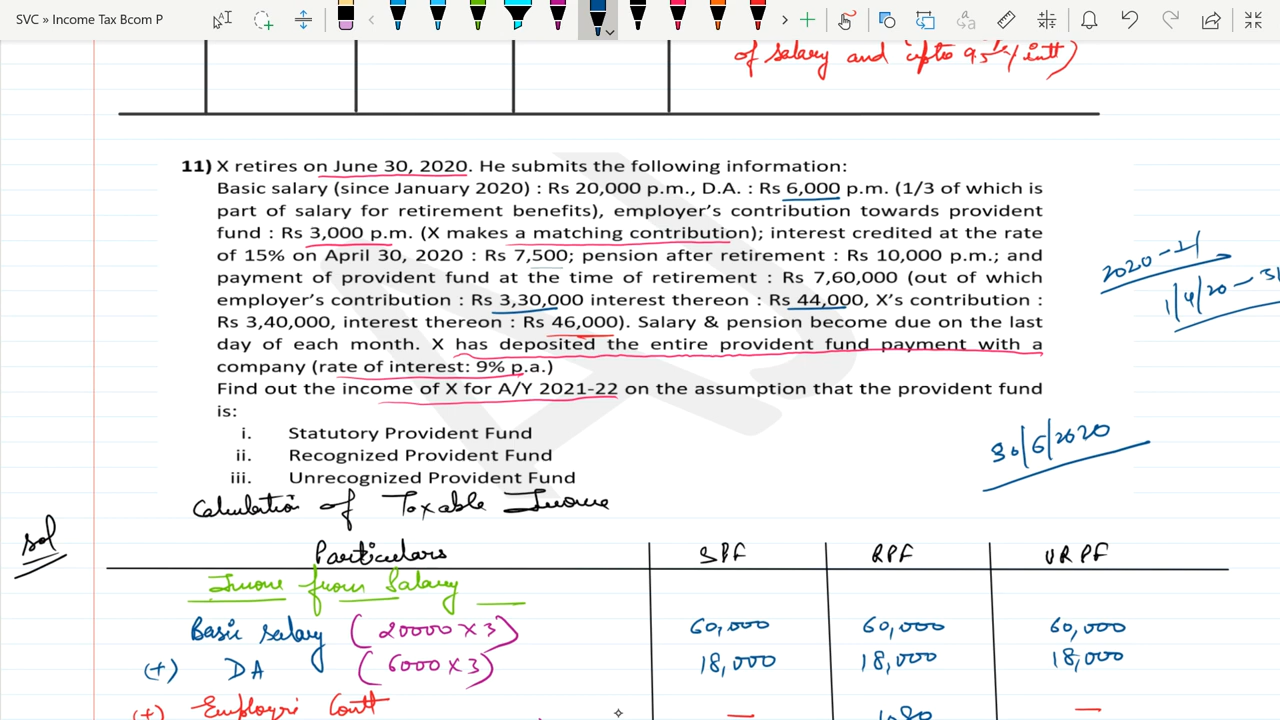 SVC » Income Tax Bcom P
of salary and upto 9.5%/intt)
11) X retires on June 30, 2020. He submits the following information:
Basic salary (since January 2020) : Rs 20,000 p.m., D.A. : Rs 6,000 p.m. (1/3 of which is
part of salary for retirement benefits), employer's contribution towards provident
fund : Rs 3,000 p.m. (X makes a matching contribution); interest credited at the rate
of 15% on April 30, 2020 : Rs 7,500; pension after retirement : Rs 10,000 p.m.; and
payment of provident fund at the time of retirement : Rs 7,60,000 (out of which
employer's contribution : Rs 3,30,000 interest thereon : Rs 44,000, X's contribution :
Rs 3,40,000, interest thereon : Rs 46,000). Salary & pension become due on the last
day of each month. X has deposited the entire provident fund payment with a
company (rate of interest: 9% p.a.)
Find out the income of X for A/Y 2021-22 on the assumption that the provident fund
is:
2020-21
1/4/20 - 31
i. Statutory Provident Fund
ii. Recognized Provident Fund
iii. Unrecognized Provident Fund
30/6/2020
Calculation of Taxable Income
Sol
Particulars SPF RPF URPF
Income from Salary
Basic salary (20000 x 3) 60,000 60,000 60,000
(+) DA (6000 x 3) 18,000 18,000 18,000
(+) Employer Contt — —